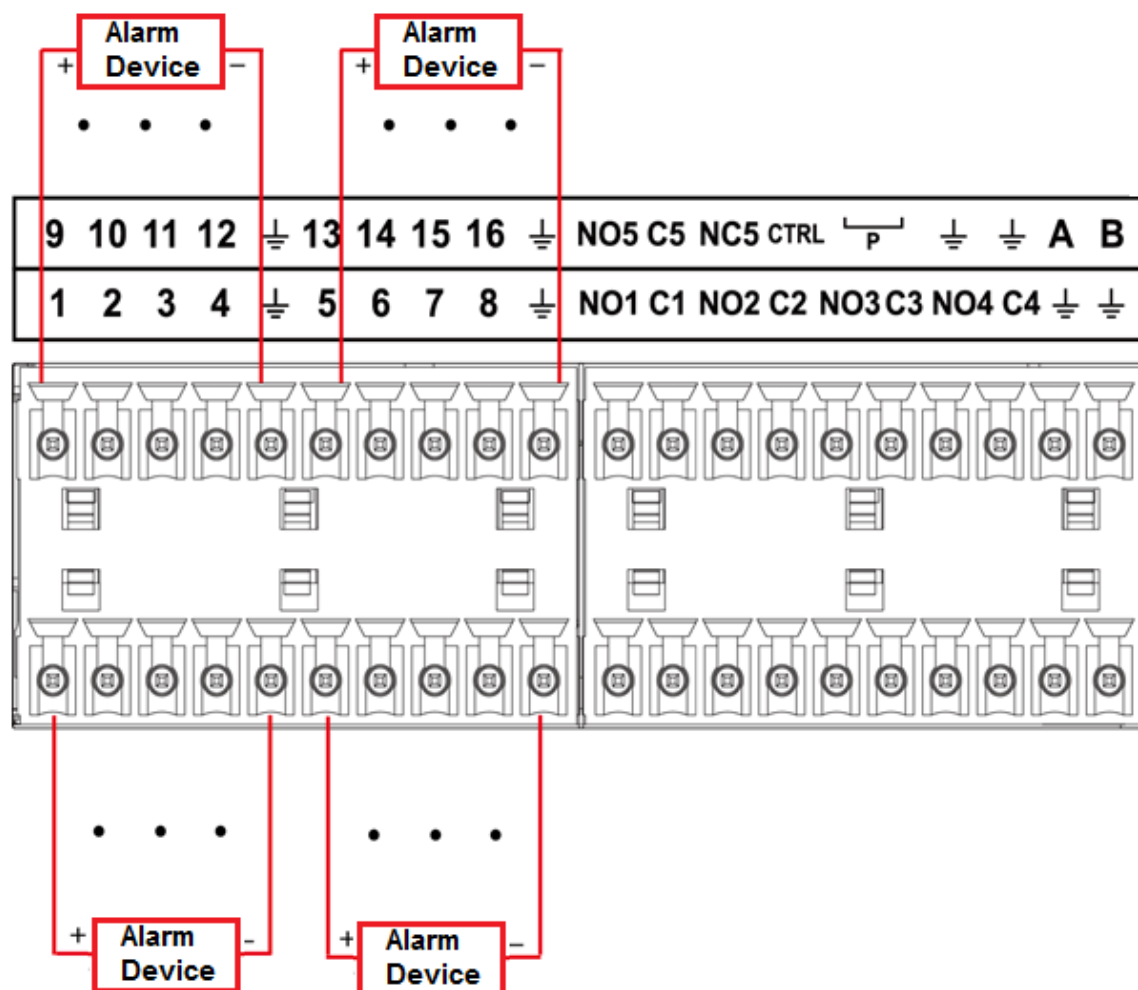 Alarm Alarm
+ Device − + Device −
• • • • • •
9 10 11 12 ⏚ 13 14 15 16 ⏚ NO5 C5 NC5 CTRL P ⏚ ⏚ A B
1 2 3 4 ⏚ 5 6 7 8 ⏚ NO1 C1 NO2 C2 NO3 C3 NO4 C4 ⏚ ⏚
• • • • • •
+ Alarm - + Alarm -
Device Device